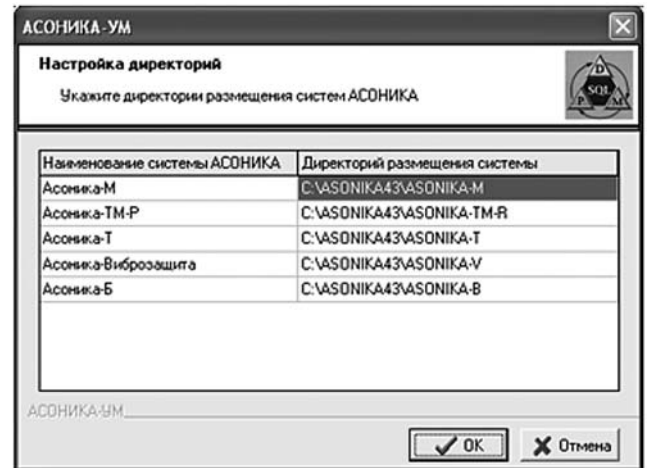 АСОНИКА-УМ
Настройка директорий
Укажите директории размещения систем АСОНИКА
D
SQL
P M
Наименование системы АСОНИКА Директорий размещения системы
Асоника-М C:\ASONIKA43\ASONIKA-M
Асоника-ТМ-Р C:\ASONIKA43\ASONIKA-TM-R
Асоника-Т C:\ASONIKA43\ASONIKA-T
Асоника-Виброзащита C:\ASONIKA43\ASONIKA-V
Асоника-Б C:\ASONIKA43\ASONIKA-B
АСОНИКА-УМ
OK Отмена